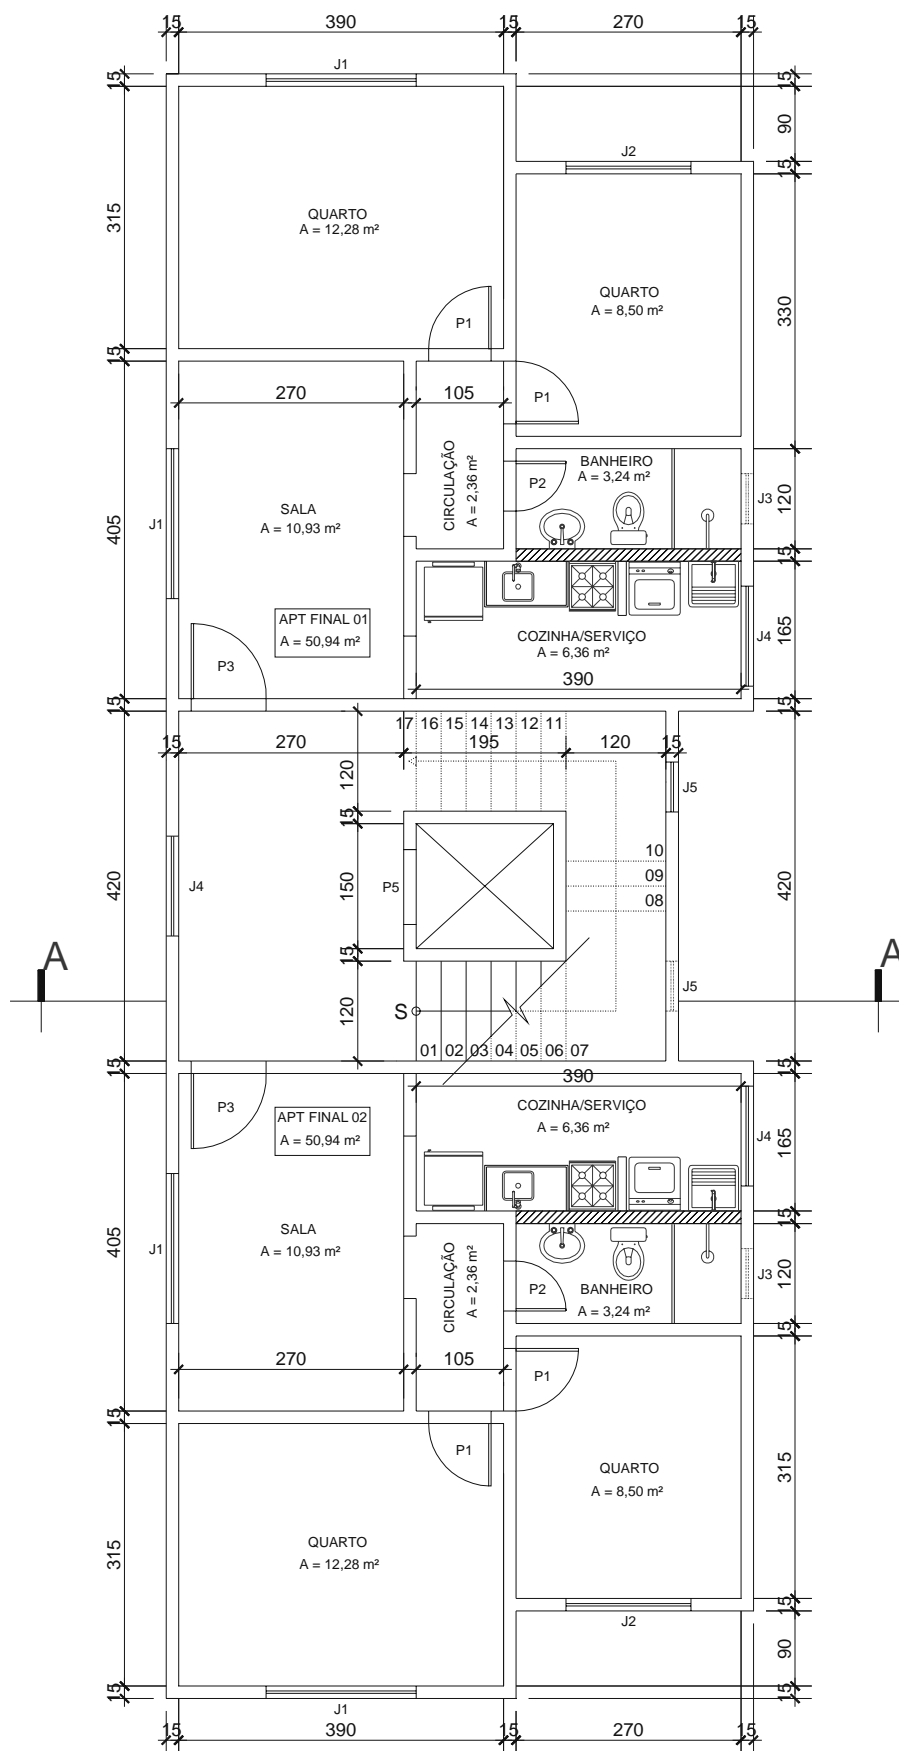 15 390 15 270 15
J1
15
15
90
J2
15
315
QUARTO
A = 12,28 m²
QUARTO
A = 8,50 m²
330
P1
15
270
105
P1
CIRCULAÇÃO
A = 2,36 m²
BANHEIRO
A = 3,24 m²
P2
15
120
J3
SALA
A = 10,93 m²
J1
405
15
APT FINAL 01
A = 50,94 m²
COZINHA/SERVIÇO
A = 6,36 m²
J4
165
P3
390
15
15
17 16 15 14 13 12 11
15 270 195 120 15
120
J5
15
10
09
08
420
J4
150
P5
420
A
A
15
J5
S
120
01 02 03 04 05 06 07
15
15
390
P3
APT FINAL 02
A = 50,94 m²
COZINHA/SERVIÇO
A = 6,36 m²
J4
165
15
405
J1
SALA
A = 10,93 m²
CIRCULAÇÃO
A = 2,36 m²
P2
BANHEIRO
A = 3,24 m²
J3
120
15
270
105
P1
15
P1
QUARTO
A = 8,50 m²
315
315
QUARTO
A = 12,28 m²
15
J2
90
15
15
J1
15 390 15 270 15